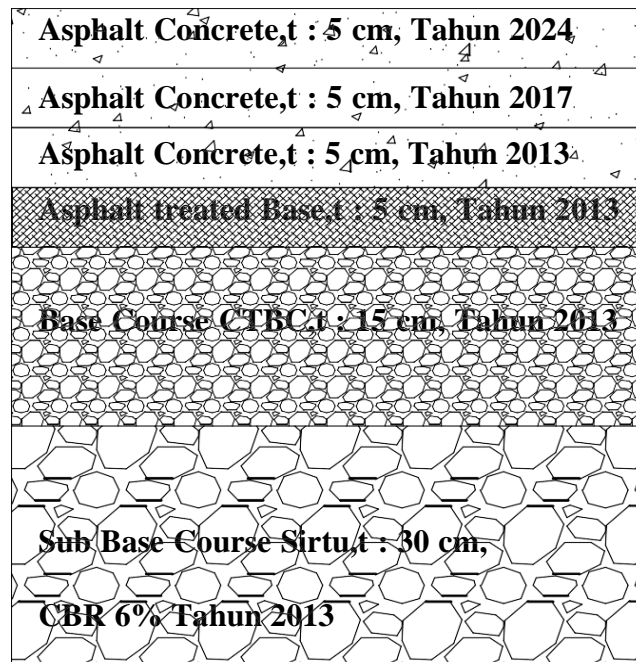 Asphalt Concrete,t : 5 cm, Tahun 2024
Asphalt Concrete,t : 5 cm, Tahun 2017
Asphalt Concrete,t : 5 cm, Tahun 2013
Asphalt treated Base,t : 5 cm, Tahun 2013
Base Course CTBC,t : 15 cm, Tahun 2013
Sub Base Course Sirtu,t : 30 cm,
CBR 6% Tahun 2013